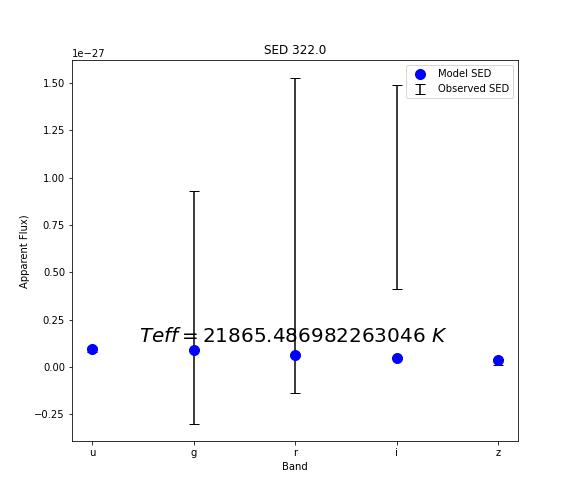 SED 322.0
1e−27
Model SED
Observed SED
1.50
1.25
1.00
0.75
0.50
0.25
0.00
−0.25
Apparent Flux)
Teff = 21865.486982263046 K
u g r i z
Band